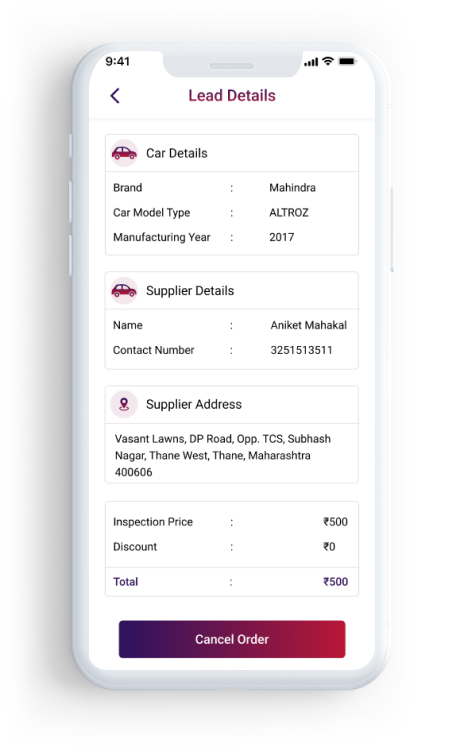 9:41
Lead Details
Car Details
Brand : Mahindra
Car Model Type : ALTROZ
Manufacturing Year : 2017
Supplier Details
Name : Aniket Mahakal
Contact Number : 3251513511
Supplier Address
Vasant Lawns, DP Road, Opp. TCS, Subhash
Nagar, Thane West, Thane, Maharashtra
400606
Inspection Price : ₹500
Discount : ₹0
Total : ₹500
Cancel Order